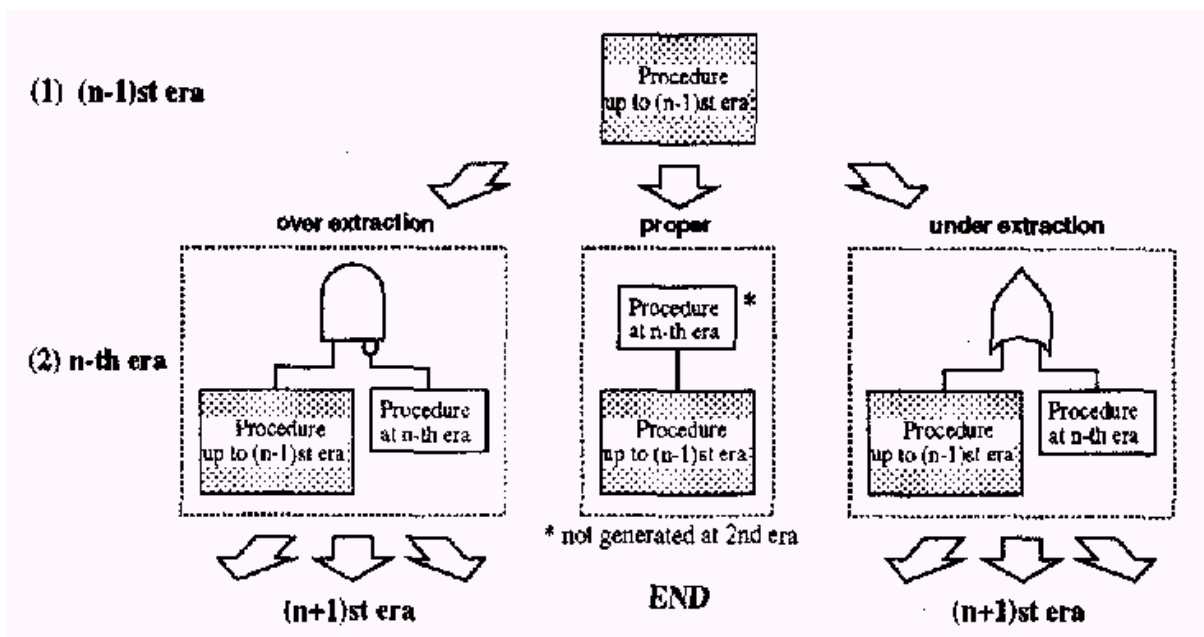 (1) (n-1)st era
Procedure
up to (n-1)st era
over extraction
proper
under extraction
(2) n-th era
Procedure
at n-th era
*
Procedure
up to (n-1)st era
Procedure
at n-th era
Procedure
up to (n-1)st era
Procedure
up to (n-1)st era
Procedure
at n-th era
* not generated at 2nd era
(n+1)st era
END
(n+1)st era